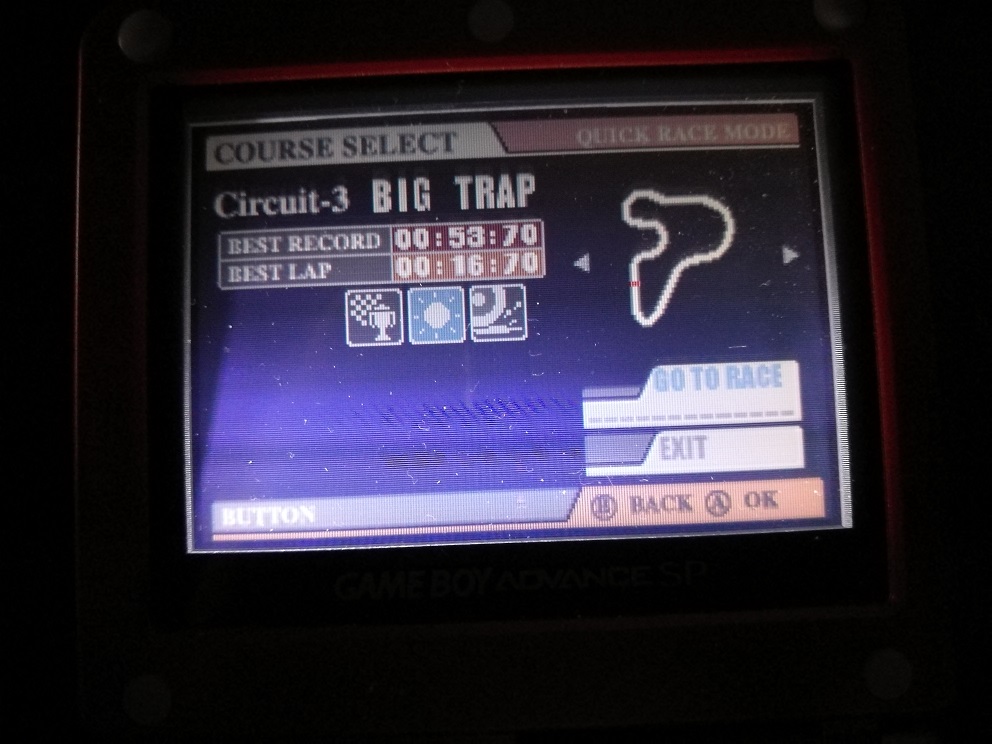 COURSE SELECT
QUICK RACE MODE
Circuit-3 BIG TRAP
BEST RECORD 00:53:70
BEST LAP 00:16:70
GO TO RACE
EXIT
BUTTON
B BACK A OK
GAME BOY ADVANCE SP